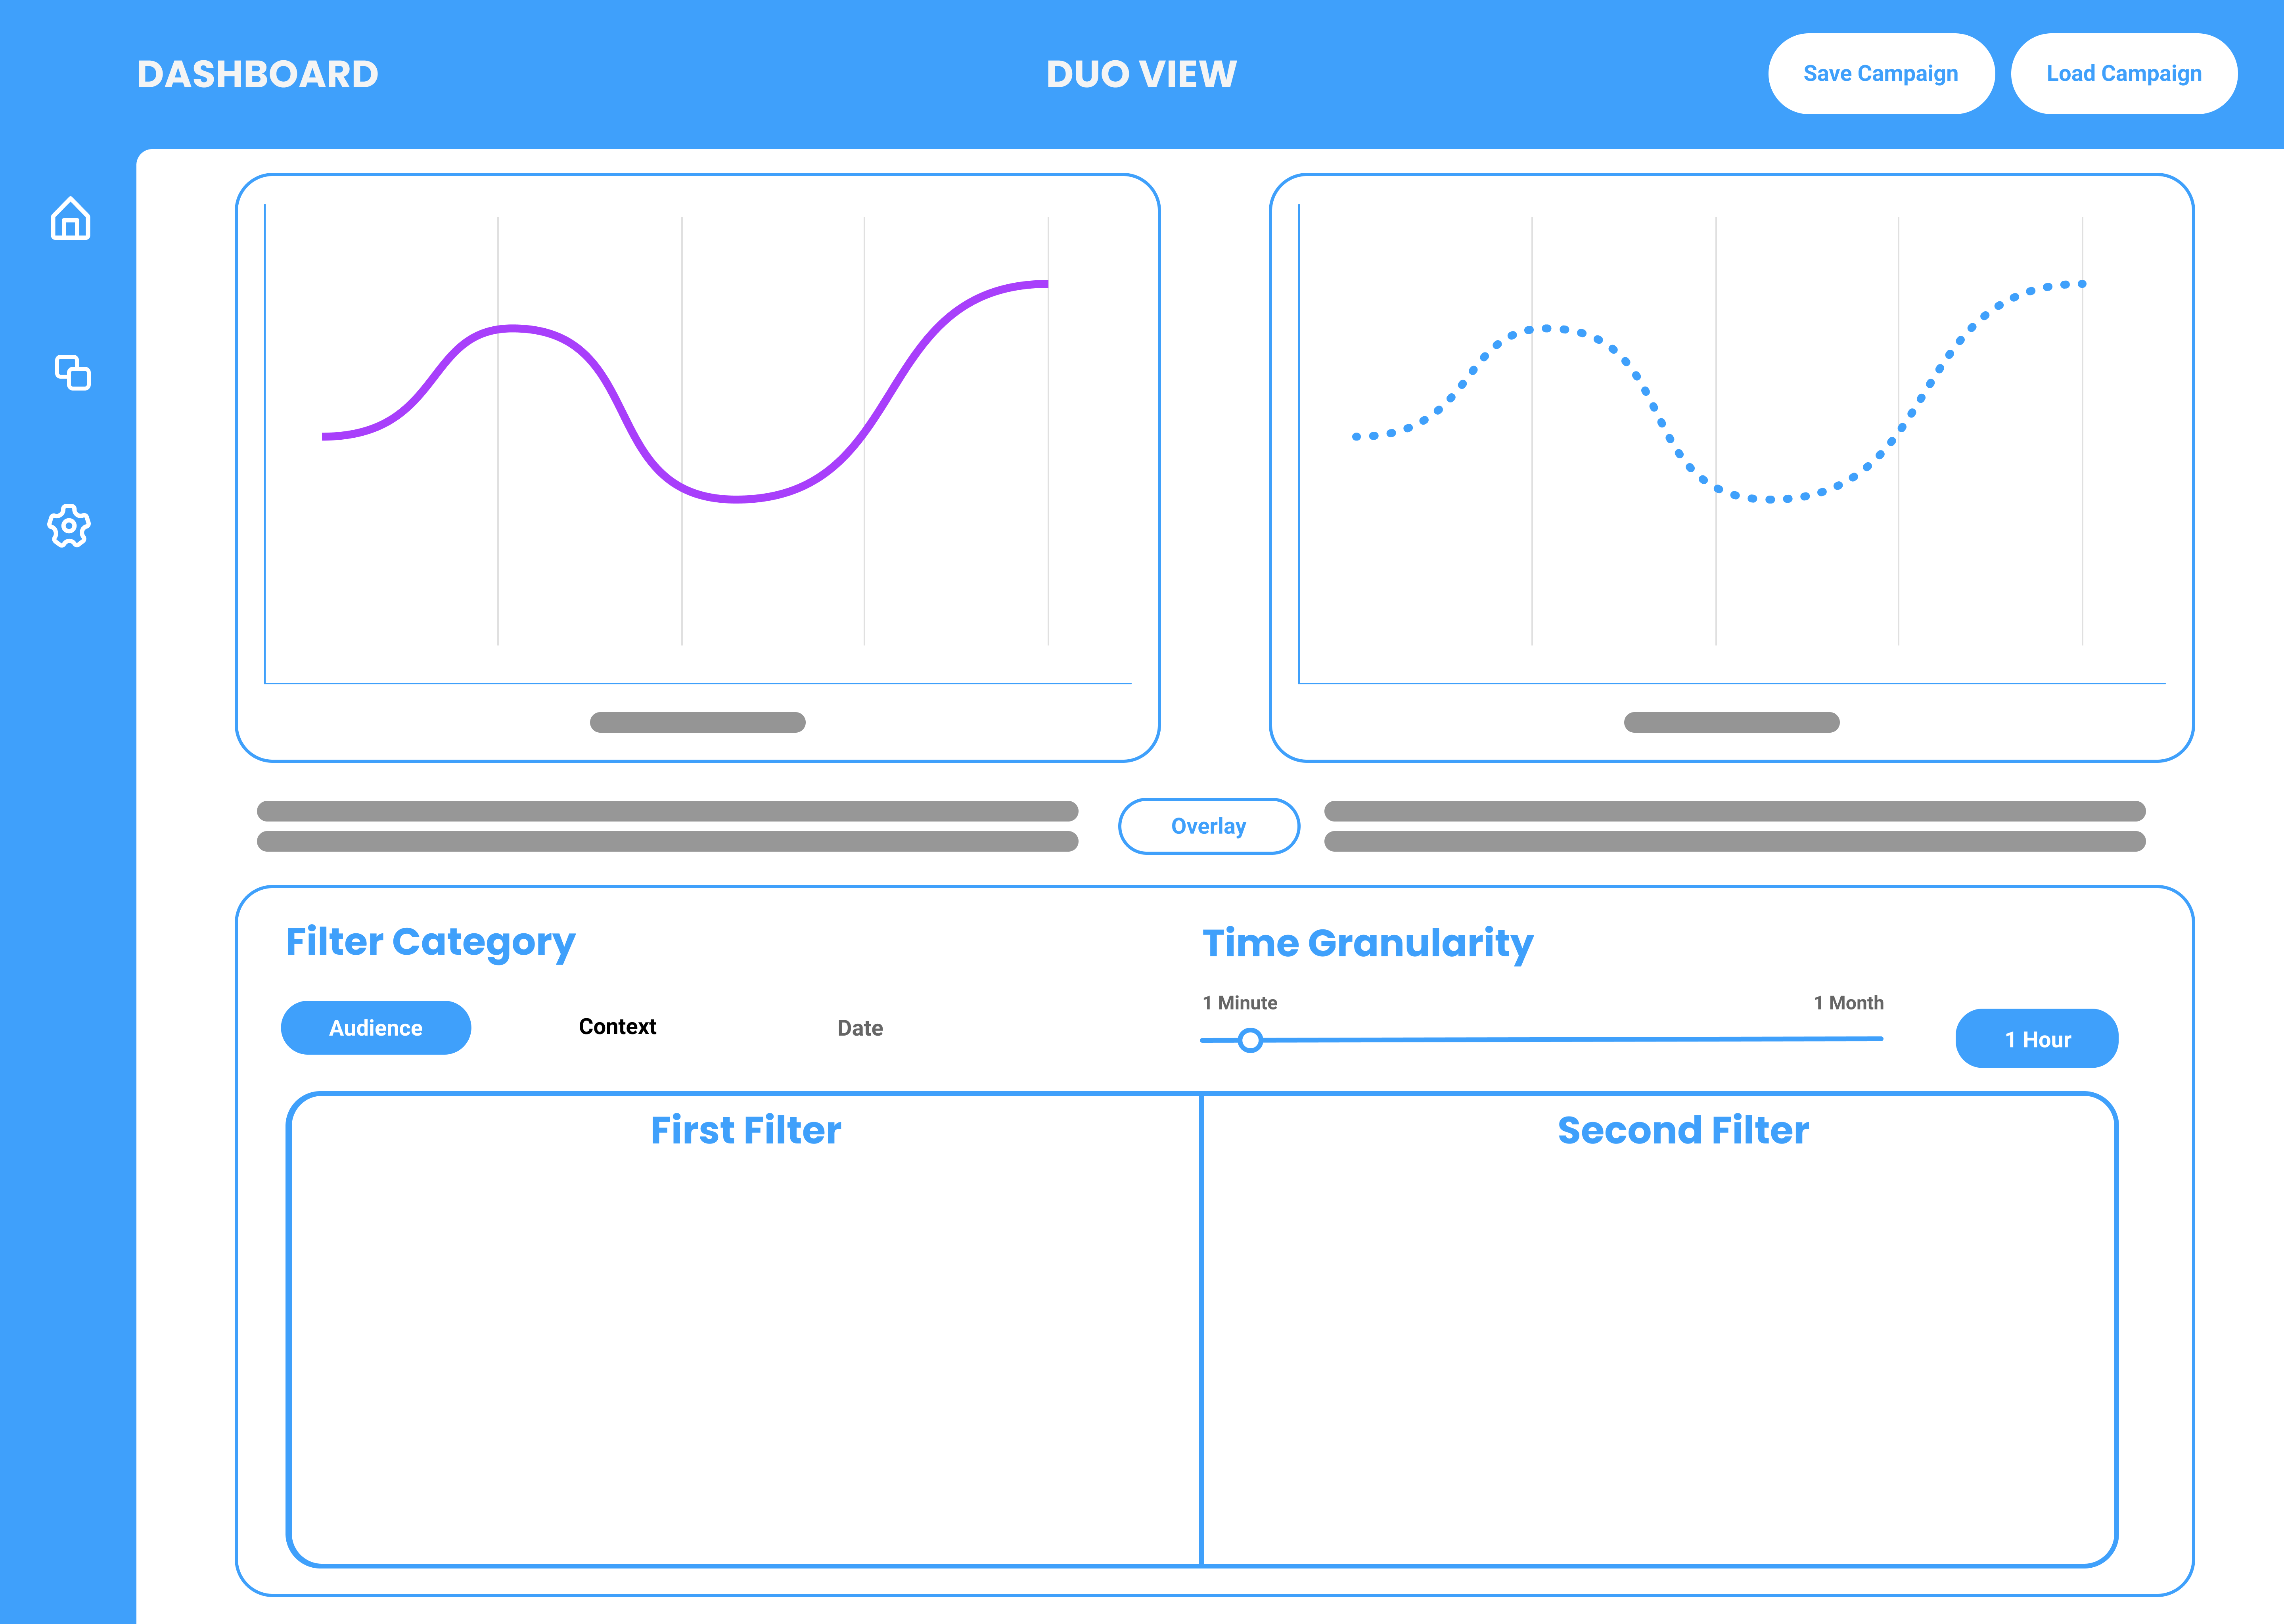 DASHBOARD
DUO VIEW
Save Campaign
Load Campaign
Overlay
Filter Category
Time Granularity
1 Minute
1 Month
Audience
Context
Date
1 Hour
First Filter
Second Filter